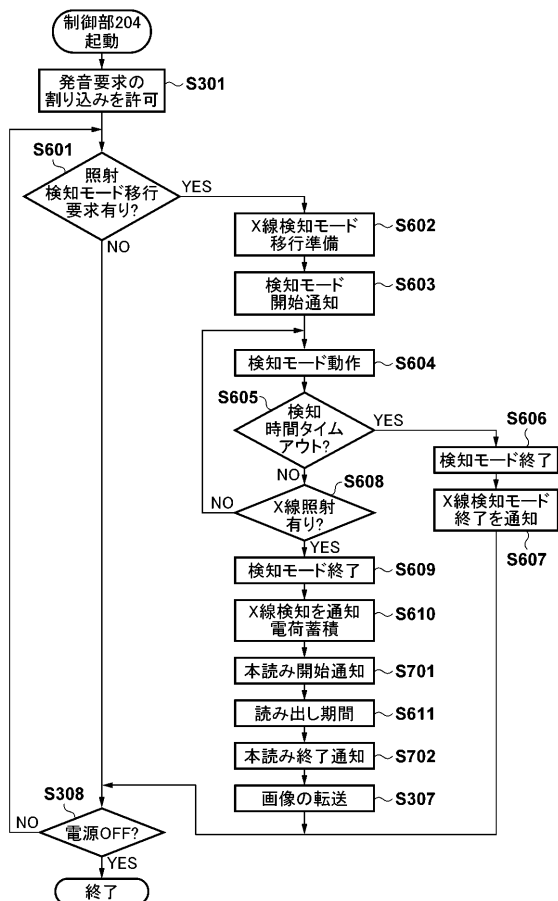 制御部204
起動
発音要求の
割り込みを許可
S301
S601
照射
検知モード移行
要求有り?
YES
NO
X線検知モード
移行準備
S602
検知モード
開始通知
S603
検知モード動作
S604
S605
検知
時間タイム
アウト?
YES
NO
S606
検知モード終了
X線検知モード
終了を通知
S607
S608
X線照射
有り?
NO
YES
検知モード終了
S609
X線検知を通知
電荷蓄積
S610
本読み開始通知
S701
読み出し期間
S611
本読み終了通知
S702
画像の転送
S307
S308
電源OFF?
NO
YES
終了